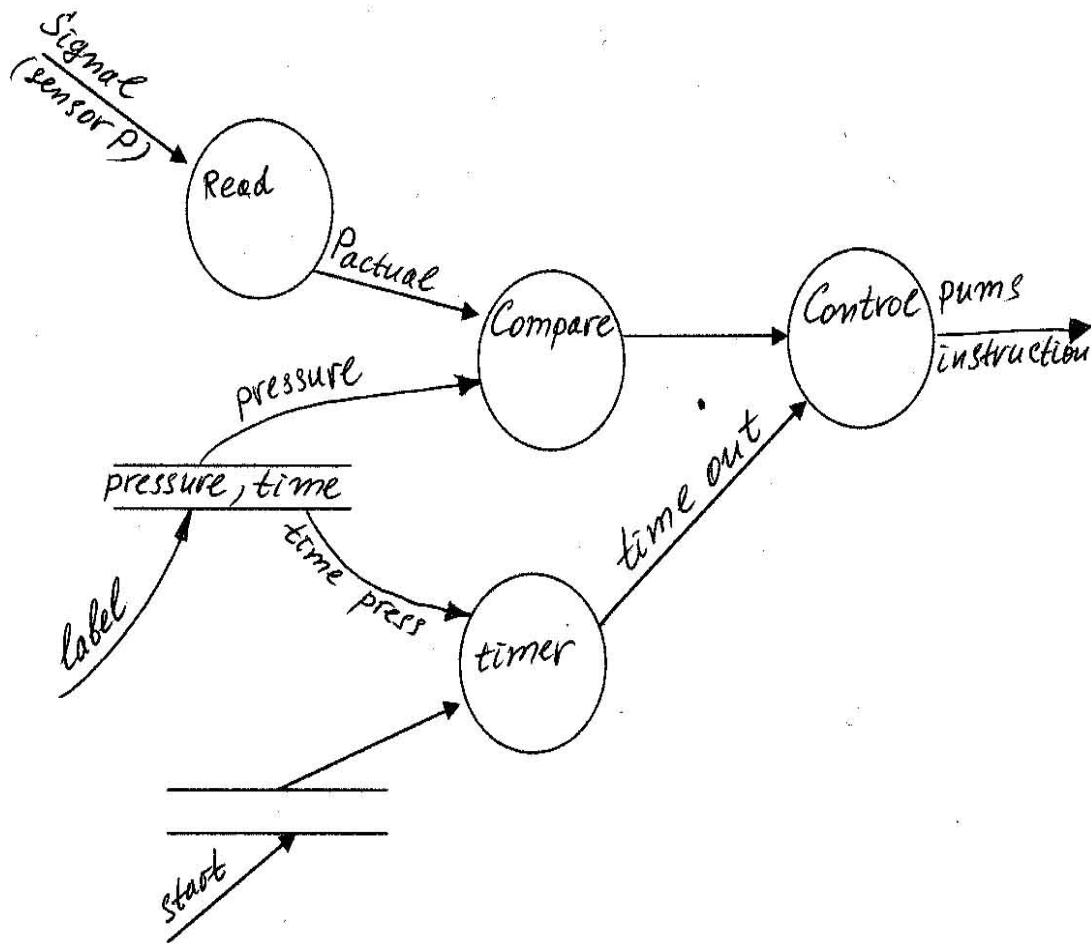 Signal
(sensor P)
Read
Pactual
Compare
Control
pums
instruction
pressure
pressure, time
label
time press
time out
timer
start